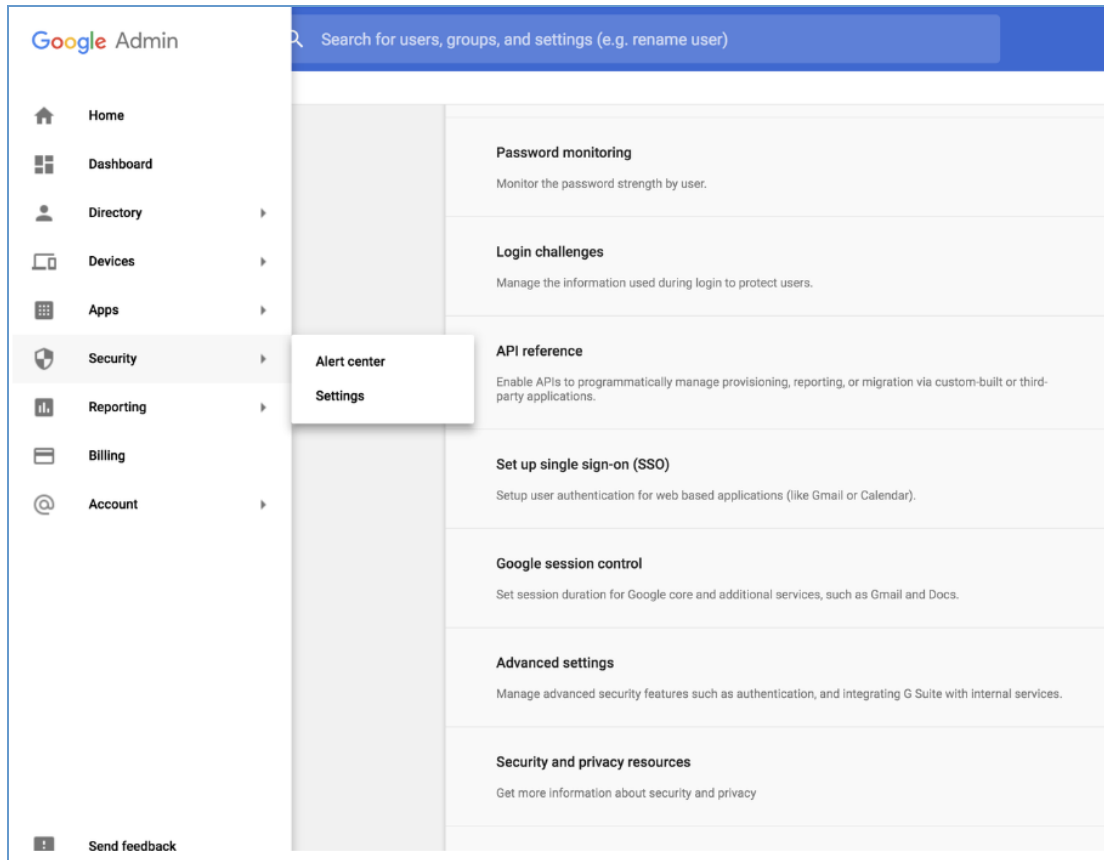 Google Admin
Search for users, groups, and settings (e.g. rename user)
Home
Dashboard
Directory
Devices
Apps
Security
Reporting
Billing
Account
Send feedback
Alert center
Settings
Password monitoring
Monitor the password strength by user.
Login challenges
Manage the information used during login to protect users.
API reference
Enable APIs to programmatically manage provisioning, reporting, or migration via custom-built or third-
party applications.
Set up single sign-on (SSO)
Setup user authentication for web based applications (like Gmail or Calendar).
Google session control
Set session duration for Google core and additional services, such as Gmail and Docs.
Advanced settings
Manage advanced security features such as authentication, and integrating G Suite with internal services.
Security and privacy resources
Get more information about security and privacy